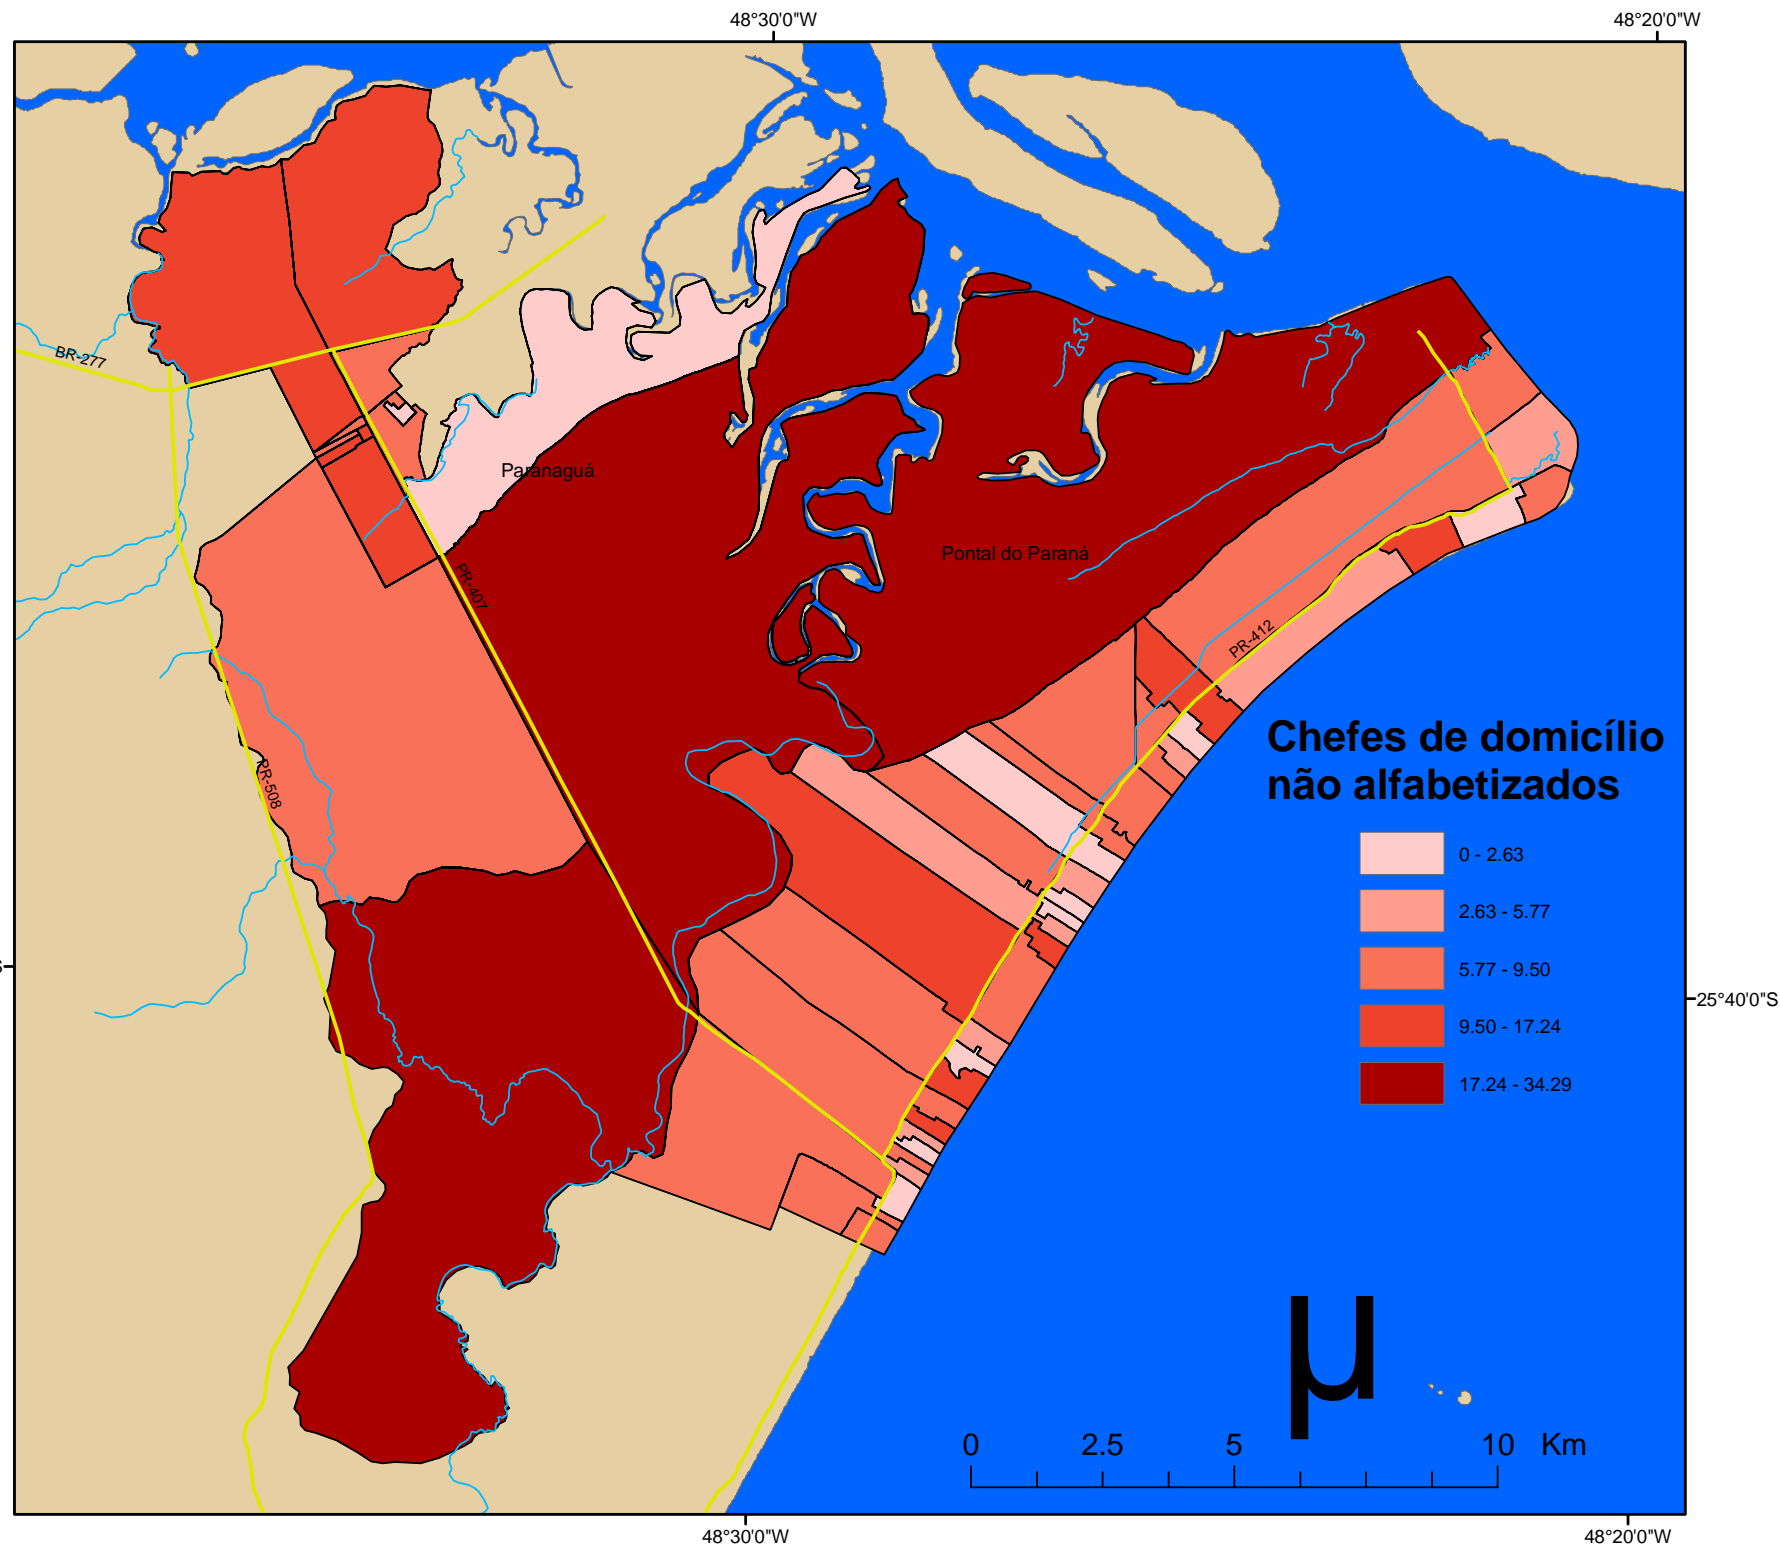 48°30'0"W
48°20'0"W
BR-277
Paranaguá
Pontal do Paraná
PR-407
PR-412
PR-508
Chefes de domicílio
não alfabetizados
0 - 2.63
2.63 - 5.77
5.77 - 9.50
9.50 - 17.24
17.24 - 34.29
25°40'0"S
µ
0 2.5 5 10 Km
48°30'0"W
48°20'0"W